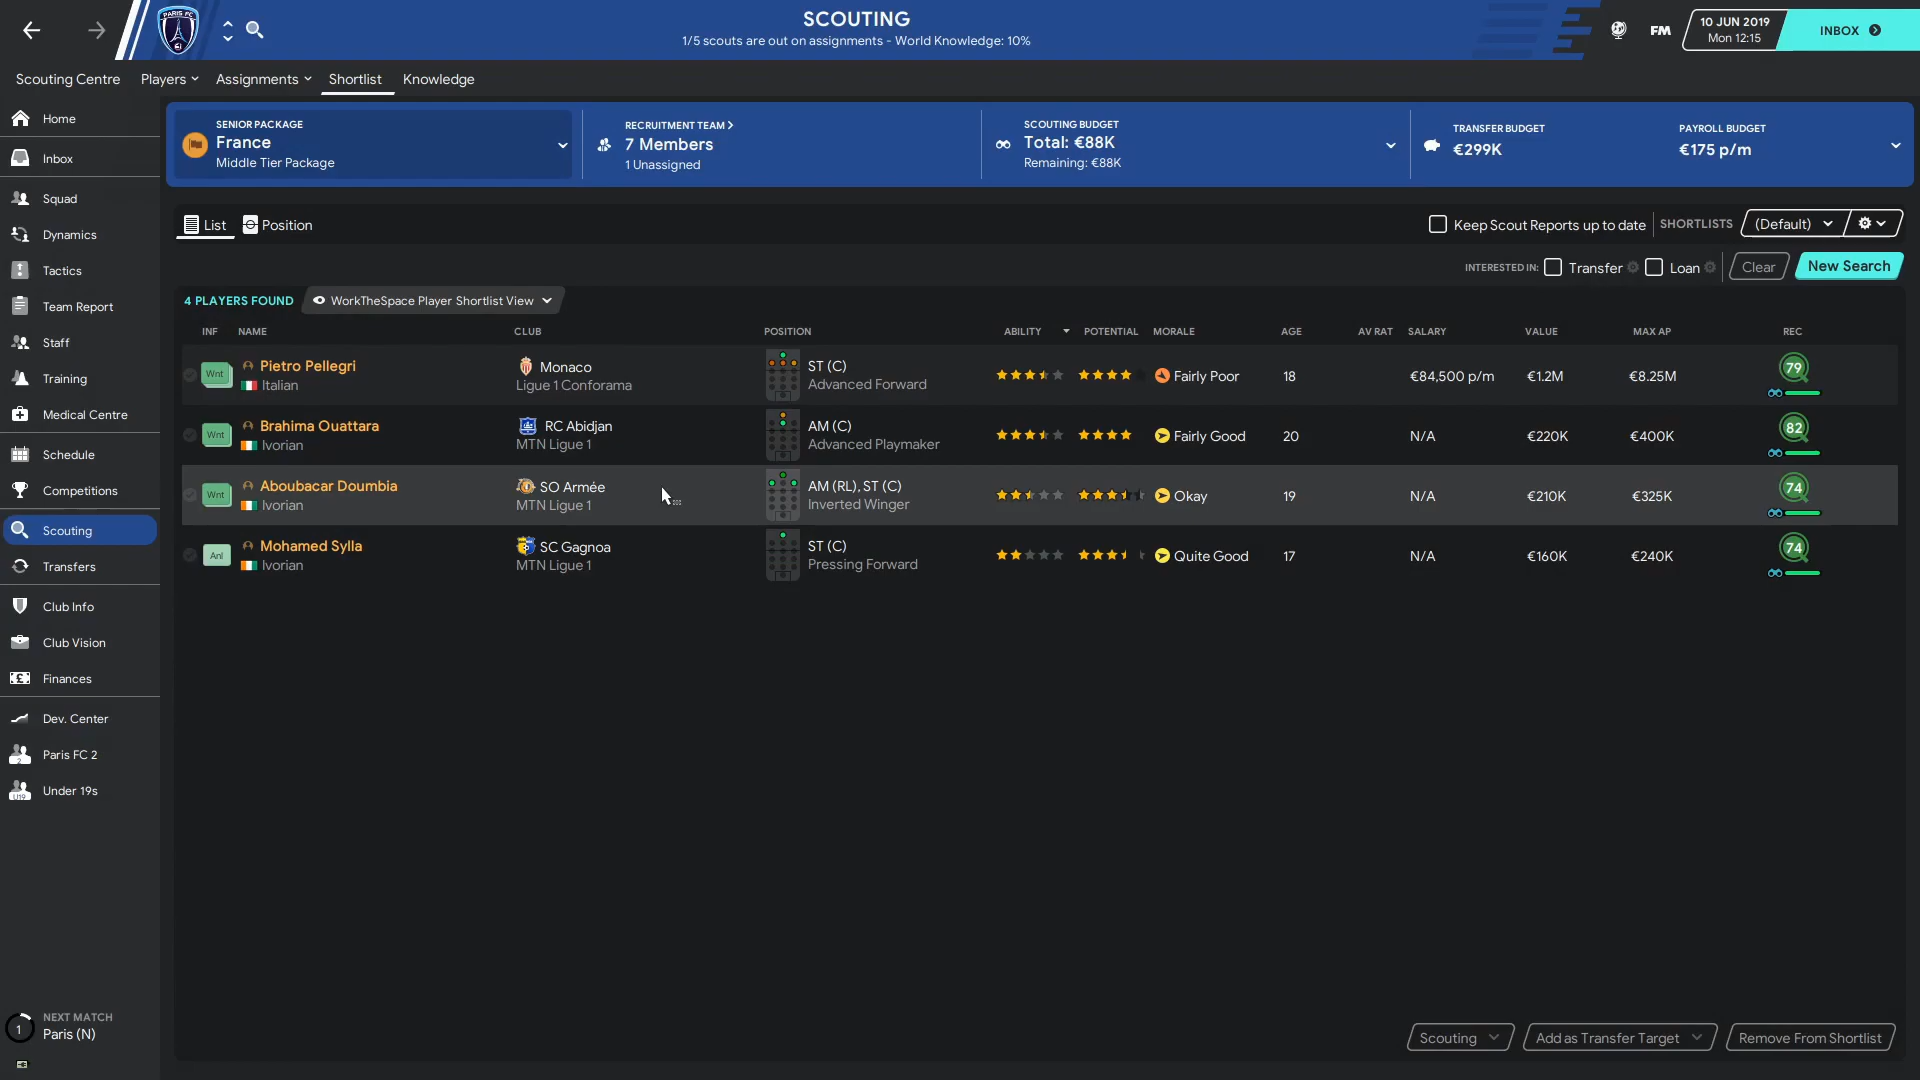 PARIS FC
SCOUTING
1/5 scouts are out on assignments - World Knowledge: 10%
FM
10 JUN 2019
Mon 12:15
INBOX
Scouting Centre
Players
Assignments
Shortlist
Knowledge
Home
Inbox
Squad
Dynamics
Tactics
Team Report
Staff
Training
Medical Centre
Schedule
Competitions
Scouting
Transfers
Club Info
Club Vision
Finances
Dev. Center
2
Paris FC 2
U19
Under 19s
1
NEXT MATCH
Paris (N)
SENIOR PACKAGE
France
Middle Tier Package
RECRUITMENT TEAM
7 Members
1 Unassigned
SCOUTING BUDGET
Total: €88K
Remaining: €88K
TRANSFER BUDGET
€299K
PAYROLL BUDGET
€175 p/m
List
Position
Keep Scout Reports up to date
SHORTLISTS
(Default)
INTERESTED IN:
Transfer
Loan
Clear
New Search
4 PLAYERS FOUND
WorkTheSpace Player Shortlist View
INF NAME CLUB POSITION ABILITY POTENTIAL MORALE AGE AV RAT SALARY VALUE MAX AP REC
Wnt Pietro Pellegri Monaco ST (C) Fairly Poor 18 €84,500 p/m €1.2M €8.25M 79
Italian Ligue 1 Conforama Advanced Forward
Wnt Brahima Ouattara RC Abidjan AM (C) Fairly Good 20 N/A €220K €400K 82
Ivorian MTN Ligue 1 Advanced Playmaker
Wnt Aboubacar Doumbia SO Armée AM (RL), ST (C) Okay 19 N/A €210K €325K 74
Ivorian MTN Ligue 1 Inverted Winger
Anl Mohamed Sylla SC Gagnoa ST (C) Quite Good 17 N/A €160K €240K 74
Ivorian MTN Ligue 1 Pressing Forward
Scouting
Add as Transfer Target
Remove From Shortlist